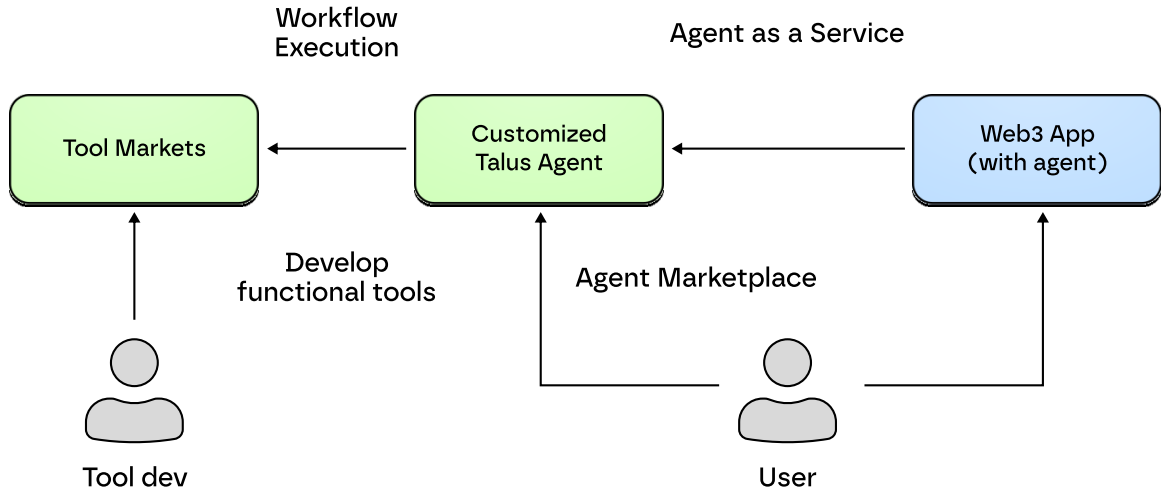 Workflow
Execution
Agent as a Service
Tool Markets
Customized
Talus Agent
Web3 App
(with agent)
Develop
functional tools
Agent Marketplace
Tool dev
User